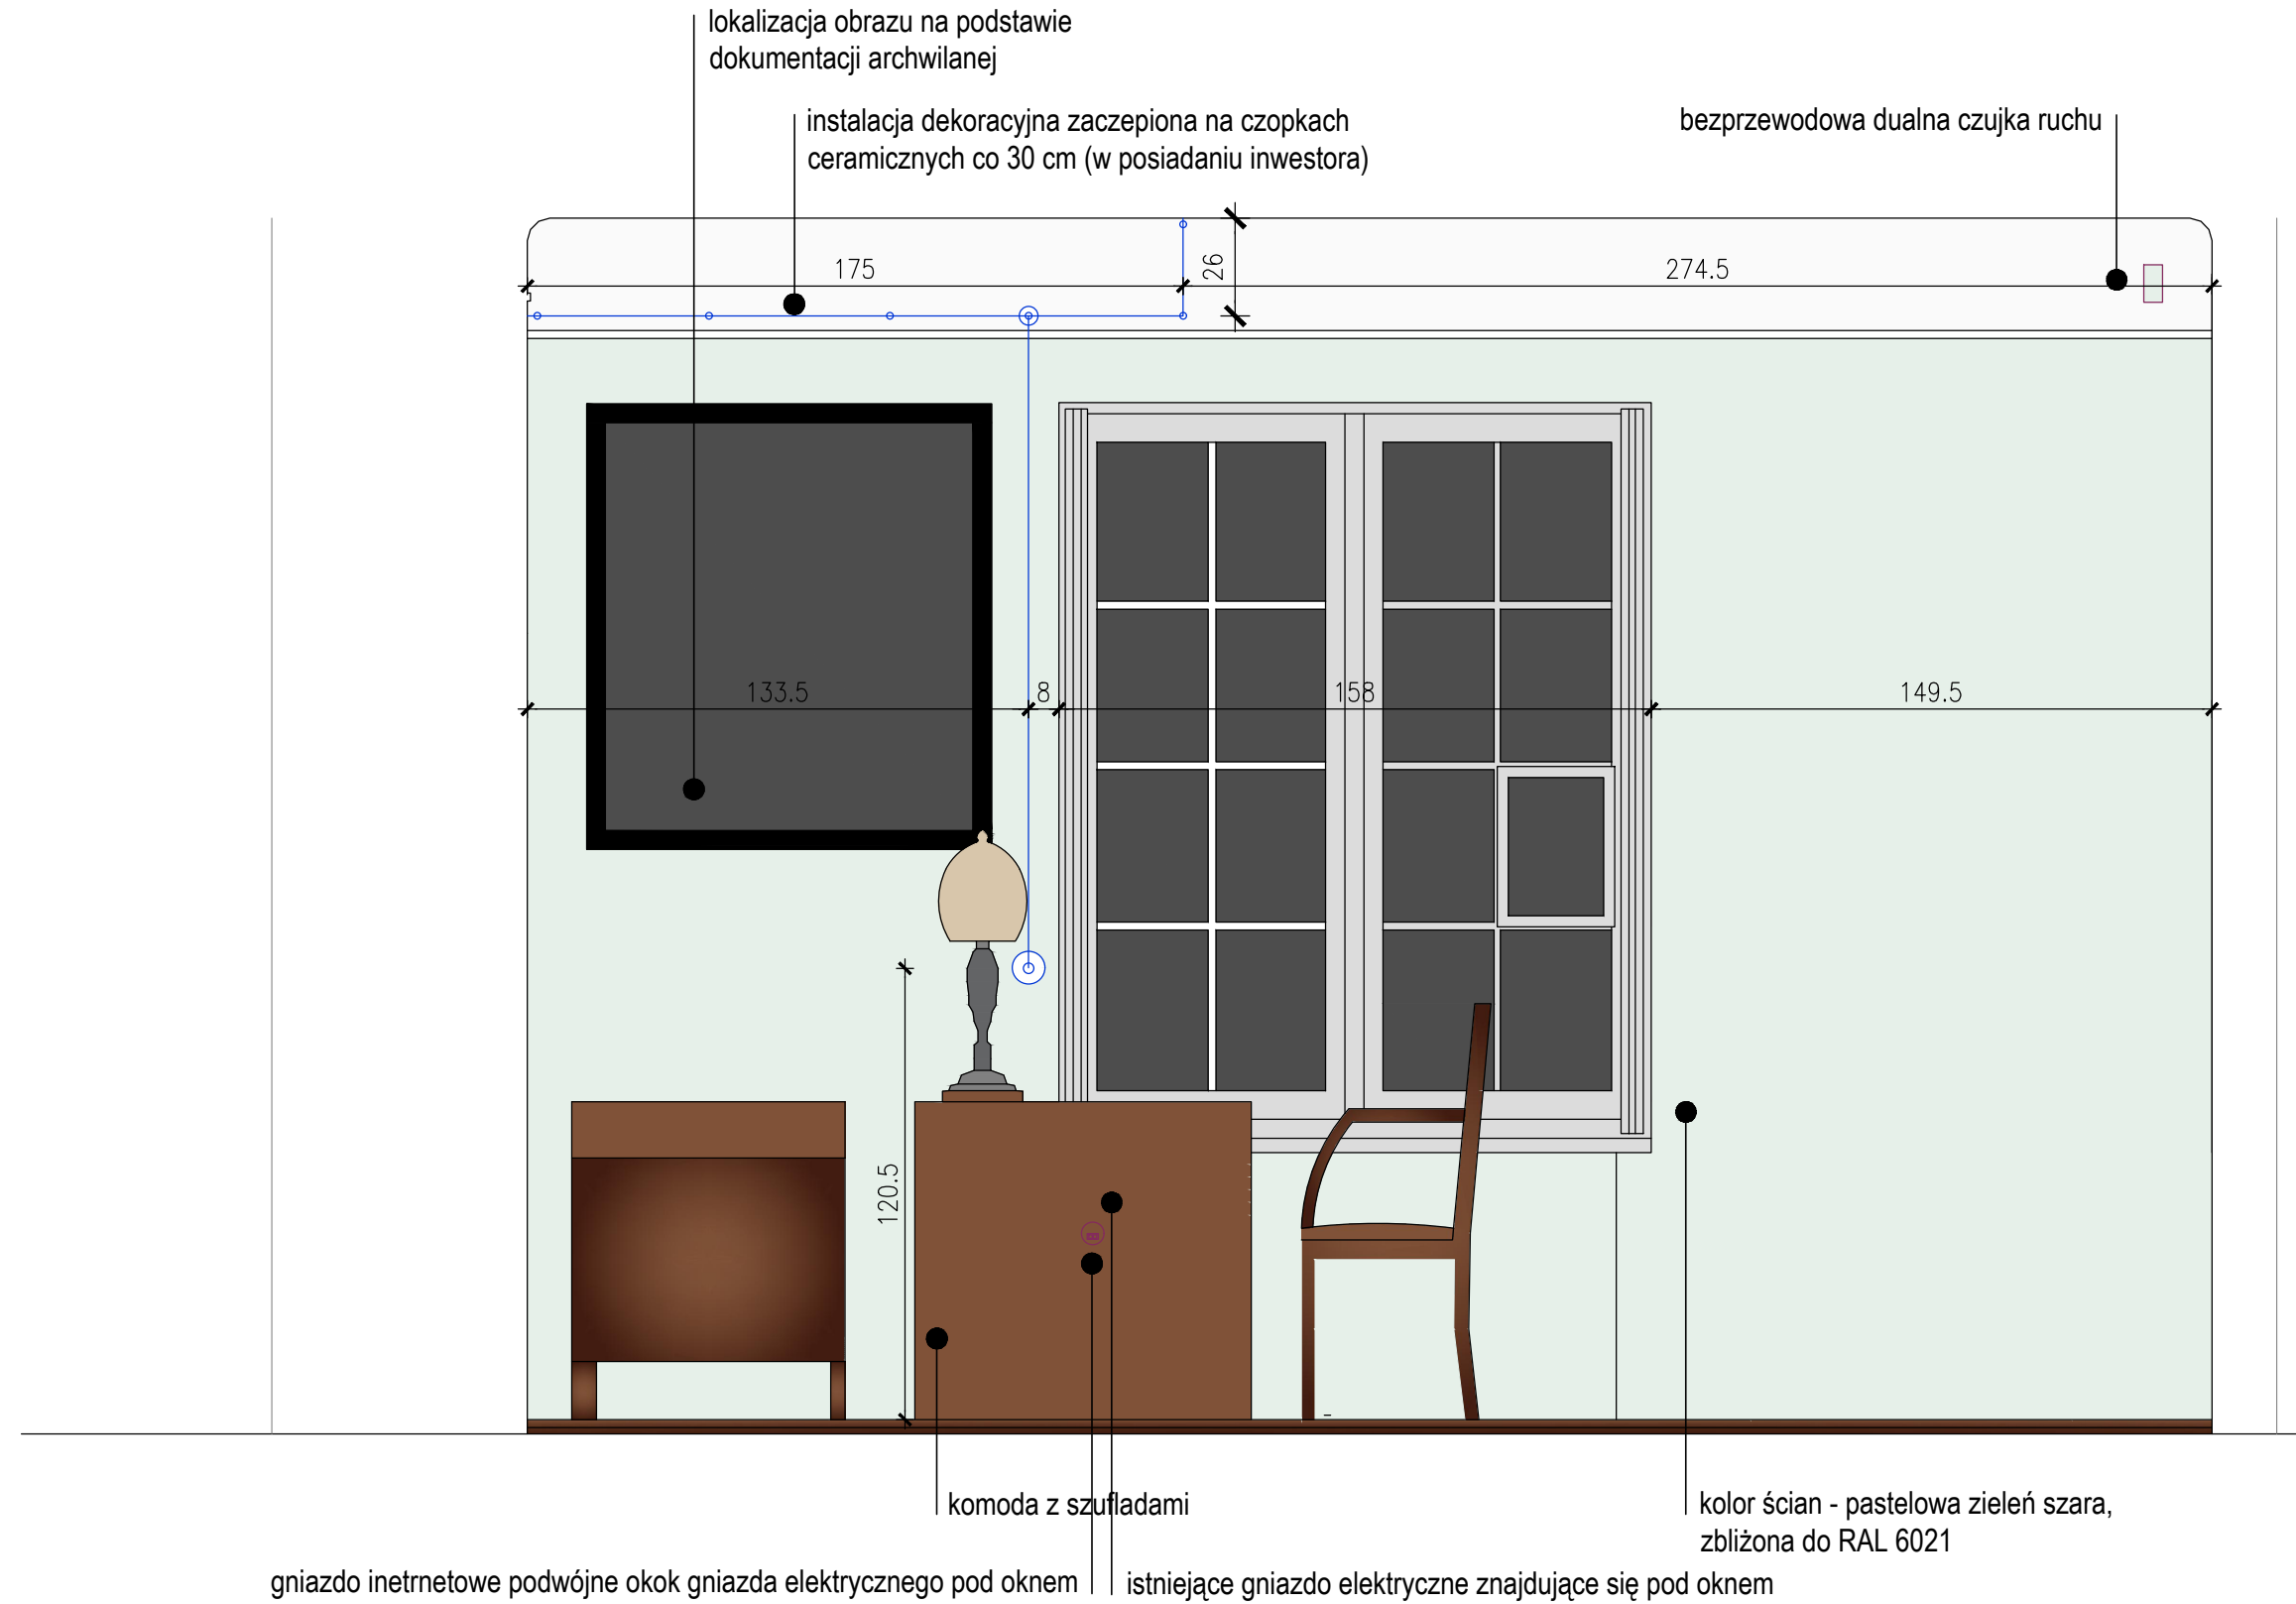 lokalizacja obrazu na podstawie
dokumentacji archwilanej
instalacja dekoracyjna zaczepiona na czopkach
ceramicznych co 30 cm (w posiadaniu inwestora)
bezprzewodowa dualna czujka ruchu
175
26
274.5
133.5
8
158
149.5
120.5
komoda z szufladami
kolor ścian - pastelowa zieleń szara,
zbliżona do RAL 6021
gniazdo inetrnetowe podwójne okok gniazda elektrycznego pod oknem
istniejące gniazdo elektryczne znajdujące się pod oknem